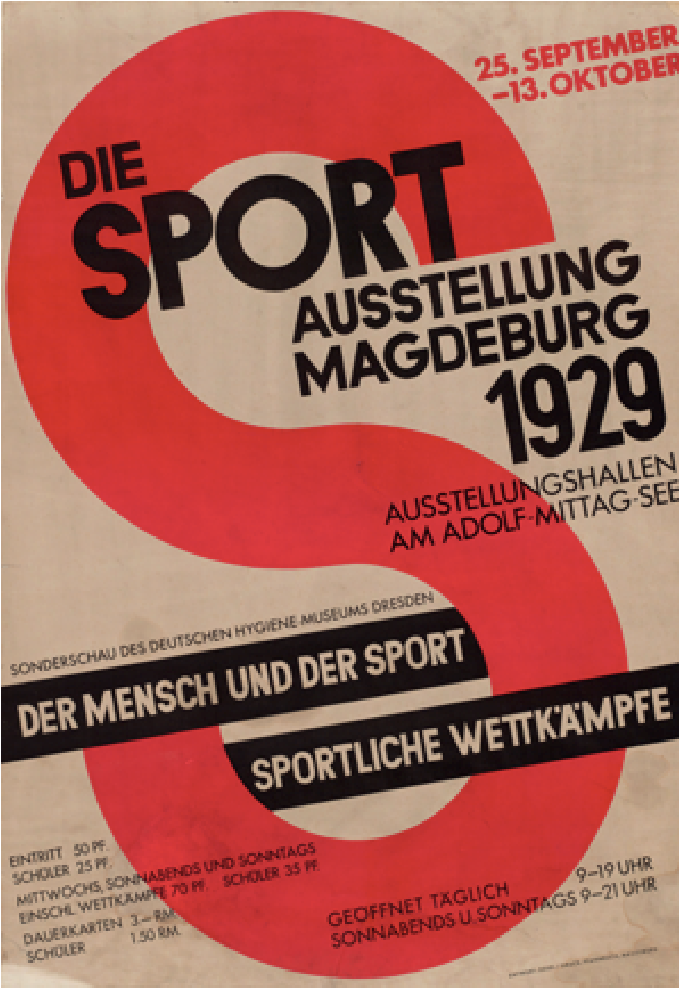 25. SEPTEMBER
–13. OKTOBER
DIE
SPORT
AUSSTELLUNG
MAGDEBURG
1929
AUSSTELLUNGSHALLEN
AM ADOLF-MITTAG-SEE
SONDERSCHAU DES DEUTSCHEN HYGIENE-MUSEUMS DRESDEN
DER MENSCH UND DER SPORT
SPORTLICHE WETTKÄMPFE
EINTRITT 50 PF.
SCHÜLER 25 PF.
MITTWOCHS, SONNABENDS UND SONNTAGS
EINSCHL WETTKÄMPFE 70 PF. SCHÜLER 35 PF.
DAUERKARTEN 3.— RM
SCHÜLER 1.50 RM.
GEÖFFNET TÄGLICH 9–19 UHR
SONNABENDS U. SONNTAGS 9–21 UHR